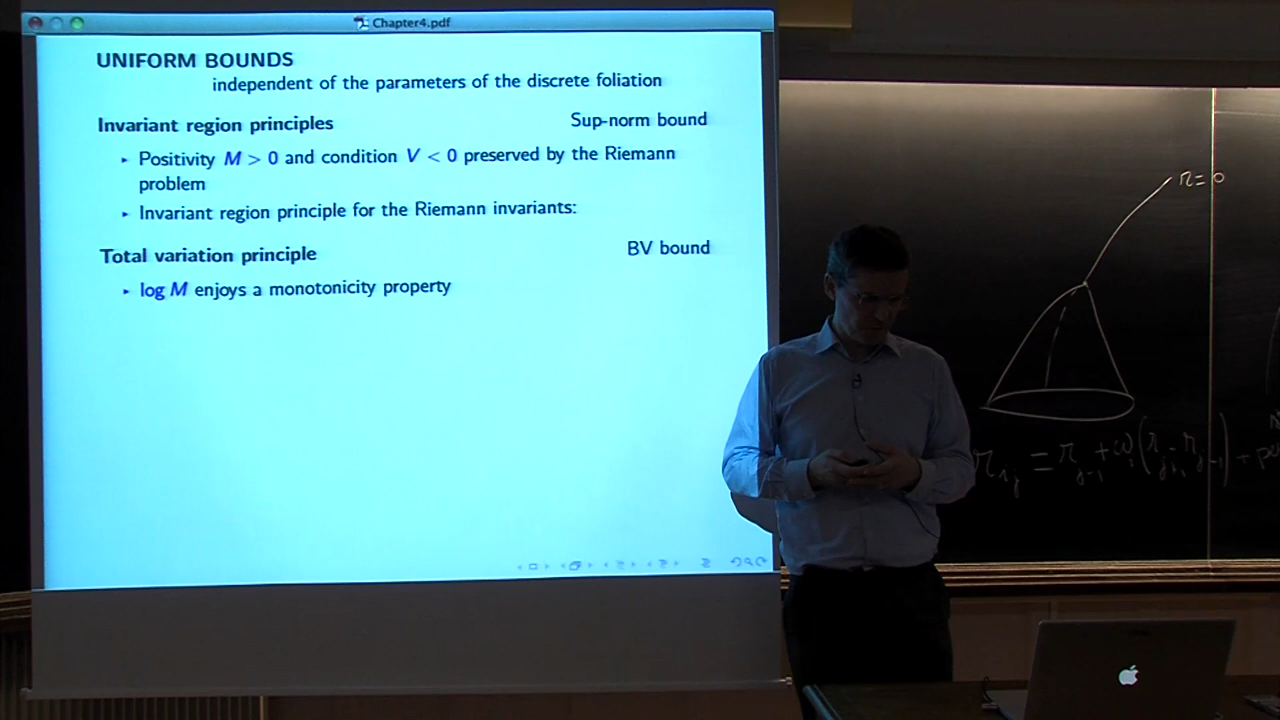 Chapter4.pdf
UNIFORM BOUNDS
independent of the parameters of the discrete foliation
Invariant region principles
Sup-norm bound
▸ Positivity M > 0 and condition V < 0 preserved by the Riemann
problem
▸ Invariant region principle for the Riemann invariants:
Total variation principle
BV bound
▸ log M enjoys a monotonicity property
r = 0